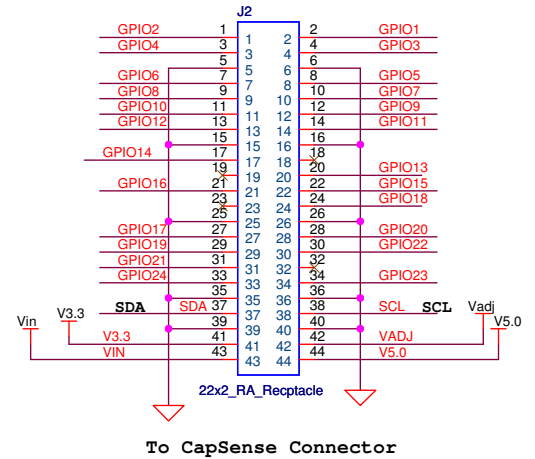 J2
GPIO2 1 1 2 2 GPIO1
GPIO4 3 3 4 4 GPIO3
5 5 6 6
GPIO6 7 7 8 8 GPIO5
GPIO8 9 9 10 10 GPIO7
GPIO10 11 11 12 12 GPIO9
GPIO12 13 13 14 14 GPIO11
15 15 16 16
GPIO14 17 17 18 18
19 19 20 20 GPIO13
GPIO16 21 21 22 22 GPIO15
23 23 24 24 GPIO18
25 25 26 26
GPIO17 27 27 28 28 GPIO20
GPIO19 29 29 30 30 GPIO22
GPIO21 31 31 32 32
GPIO24 33 33 34 34 GPIO23
35 35 36 36
SDA SDA 37 37 38 38 SCL SCL
Vin V3.3 39 39 40 40 Vadj V5.0
V3.3 41 41 42 42 VADJ
VIN 43 43 44 44 V5.0
22x2_RA_Recptacle
To CapSense Connector